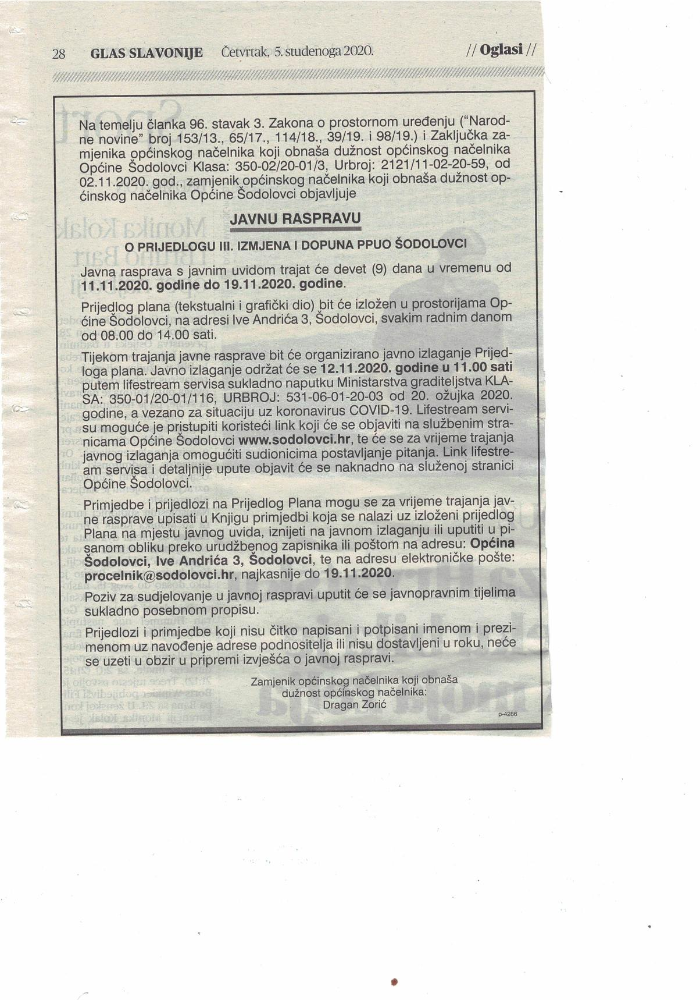 28 GLAS SLAVONIJE Četvrtak, 5. studenoga 2020. // Oglasi //
Na temelju članka 96. stavak 3. Zakona o prostornom uređenju (“Narod-
ne novine” broj 153/13., 65/17., 114/18., 39/19. i 98/19.) i Zaključka za-
mjenika općinskog načelnika koji obnaša dužnost općinskog načelnika
Općine Šodolovci Klasa: 350-02/20-01/3, Urbroj: 2121/11-02-20-59, od
02.11.2020. god., zamjenik općinskog načelnika koji obnaša dužnost op-
ćinskog načelnika Općine Šodolovci objavljuje
JAVNU RASPRAVU
O PRIJEDLOGU III. IZMJENA I DOPUNA PPUO ŠODOLOVCI
Javna rasprava s javnim uvidom trajat će devet (9) dana u vremenu od
11.11.2020. godine do 19.11.2020. godine.
Prijedlog plana (tekstualni i grafički dio) bit će izložen u prostorijama Op-
ćine Šodolovci, na adresi Ive Andrića 3, Šodolovci, svakim radnim danom
od 08.00 do 14.00 sati.
Tijekom trajanja javne rasprave bit će organizirano javno izlaganje Prijed-
loga plana. Javno izlaganje održat će se 12.11.2020. godine u 11.00 sati
putem lifestream servisa sukladno naputku Ministarstva graditeljstva KLA-
SA: 350-01/20-01/116, URBROJ: 531-06-01-20-03 od 20. ožujka 2020.
godine, a vezano za situaciju uz koronavirus COVID-19. Lifestream servi-
su moguće je pristupiti koristeći link koji će se objaviti na službenim stra-
nicama Općine Šodolovci www.sodolovci.hr, te će se za vrijeme trajanja
javnog izlaganja omogućiti sudionicima postavljanje pitanja. Link lifestre-
am servisa i detaljnije upute objavit će se naknadno na služenoj stranici
Općine Šodolovci.
Primjedbe i prijedlozi na Prijedlog Plana mogu se za vrijeme trajanja jav-
ne rasprave upisati u Knjigu primjedbi koja se nalazi uz izloženi prijedlog
Plana na mjestu javnog uvida, iznijeti na javnom izlaganju ili uputiti u pi-
sanom obliku preko urudžbenog zapisnika ili poštom na adresu: Općina
Šodolovci, Ive Andrića 3, Šodolovci, te na adresu elektroničke pošte:
procelnik@sodolovci.hr, najkasnije do 19.11.2020.
Poziv za sudjelovanje u javnoj raspravi uputit će se javnopravnim tijelima
sukladno posebnom propisu.
Prijedlozi i primjedbe koji nisu čitko napisani i potpisani imenom i prezi-
menom uz navođenje adrese podnositelja ili nisu dostavljeni u roku, neće
se uzeti u obzir u pripremi izvješća o javnoj raspravi.
Zamjenik općinskog načelnika koji obnaša
dužnost općinskog načelnika:
Dragan Zorić
p-4286